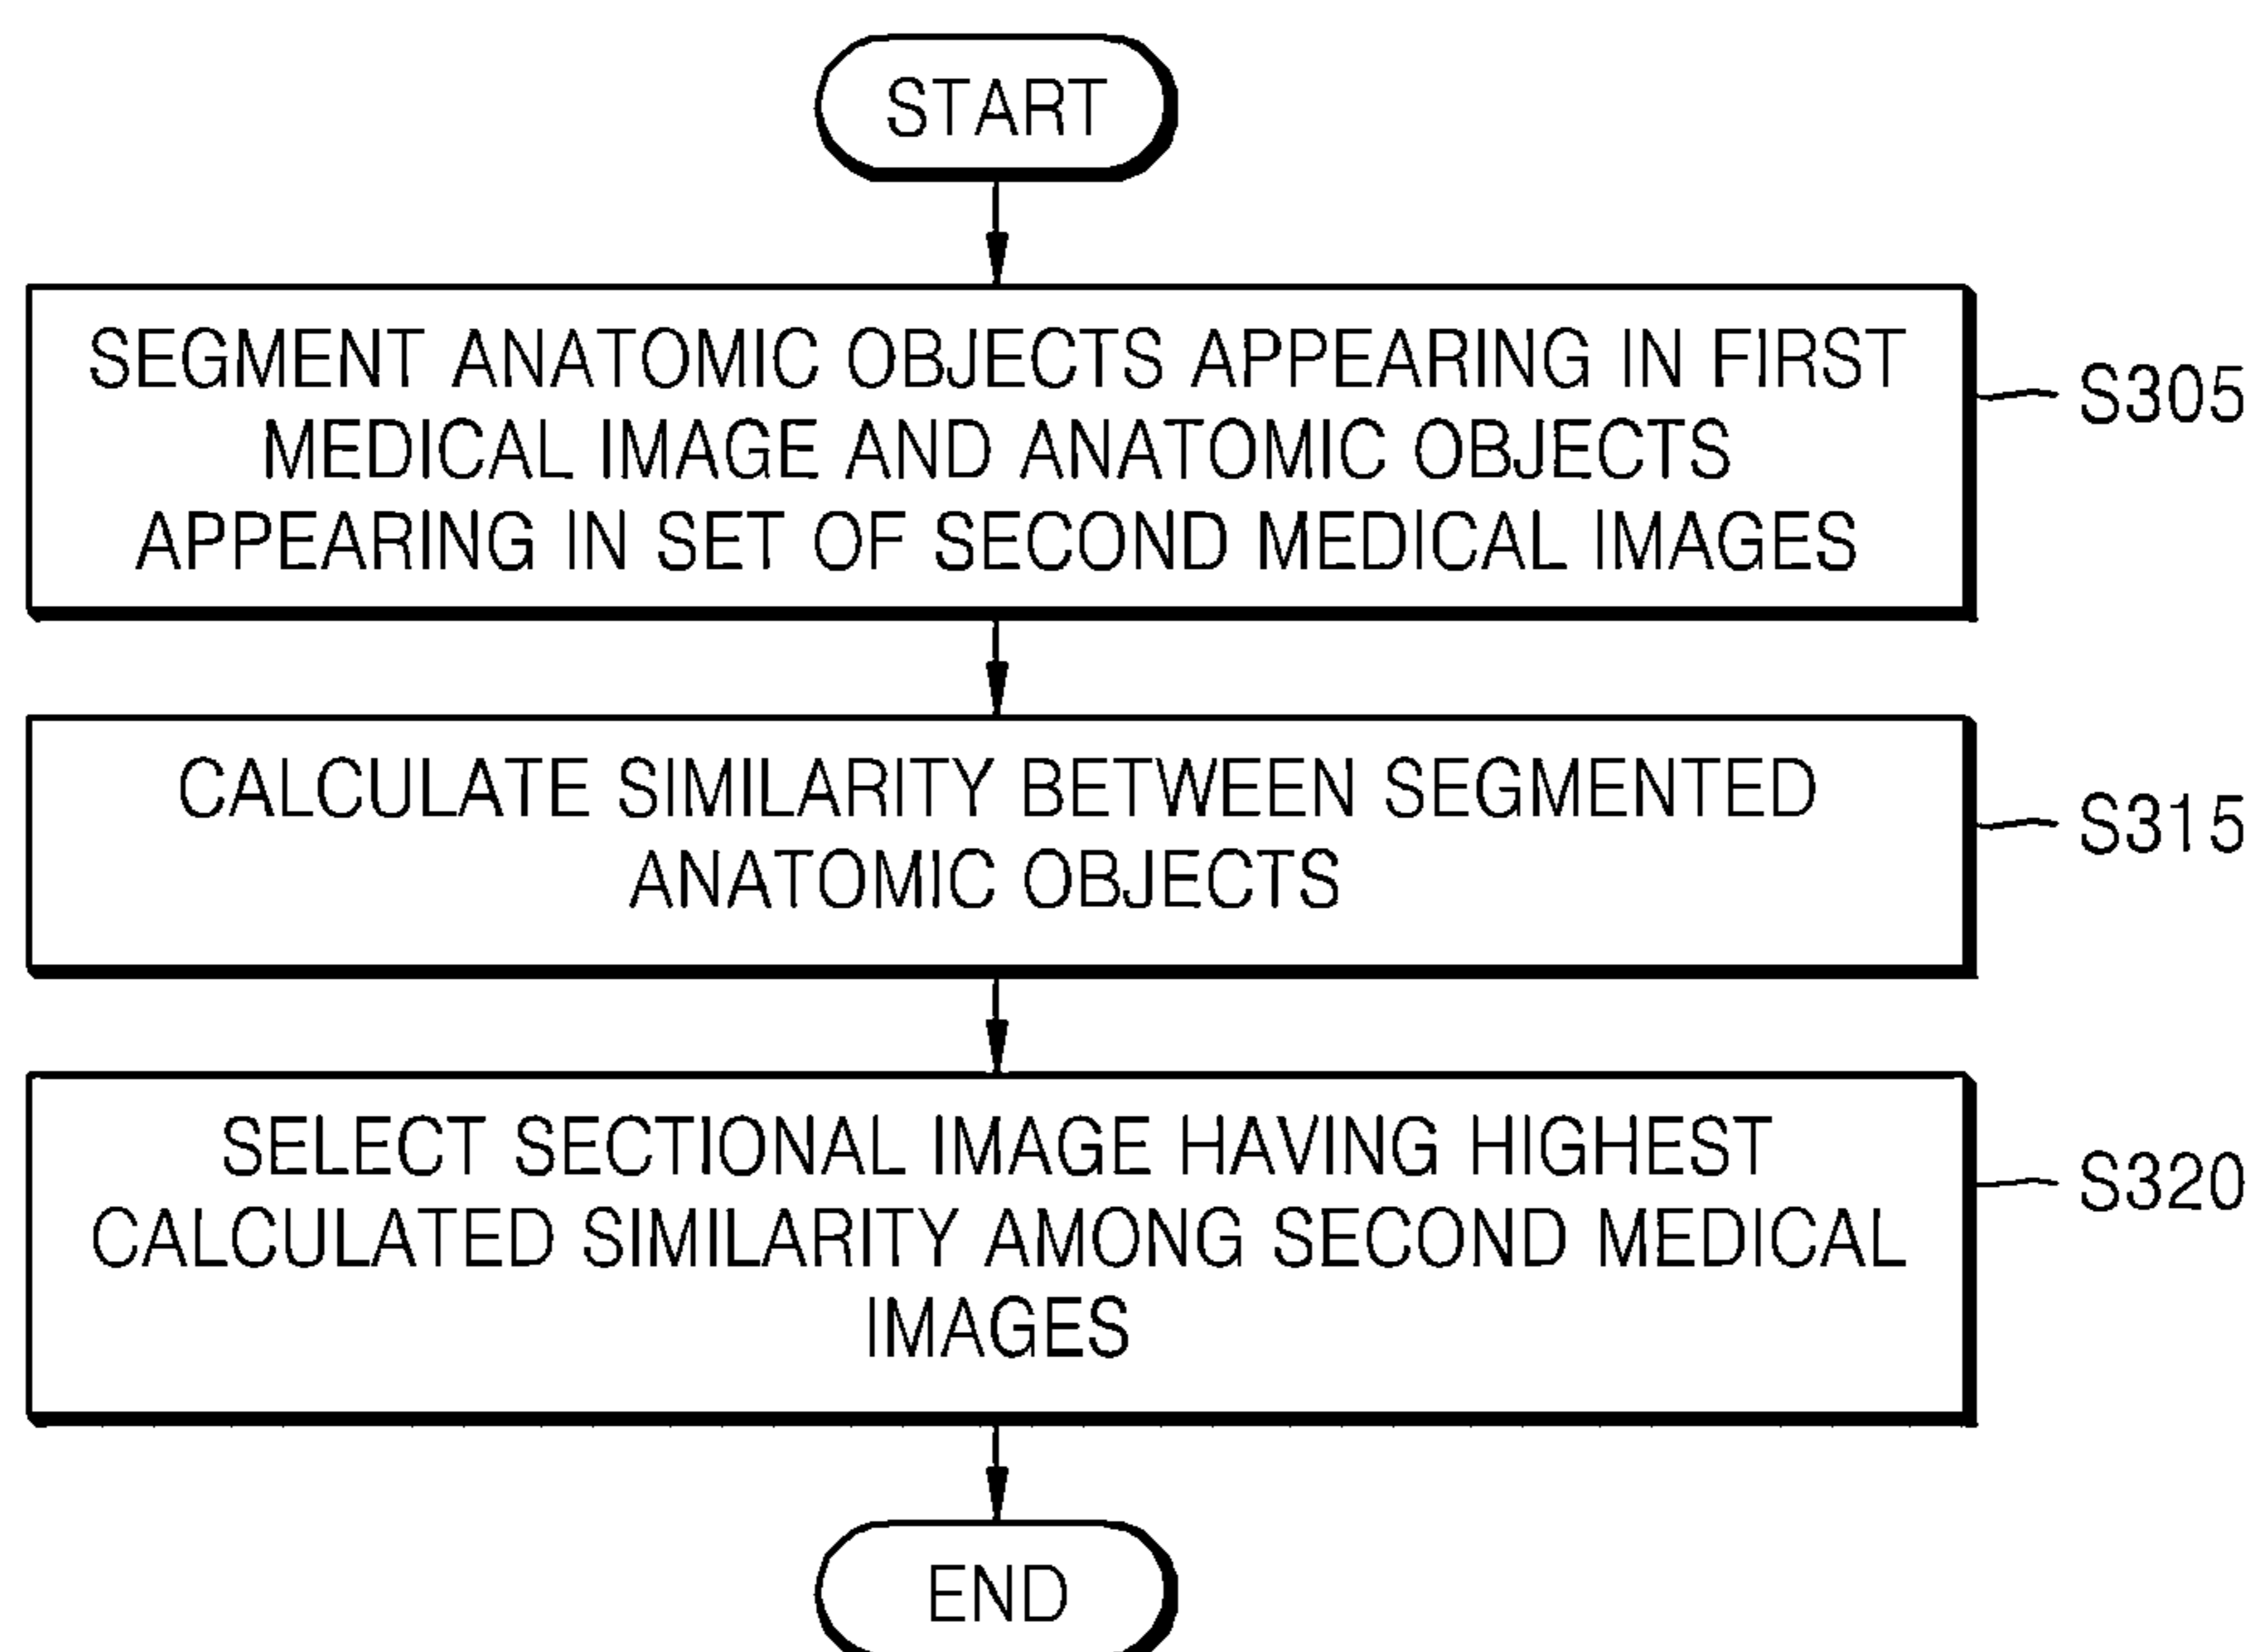 START
SEGMENT ANATOMIC OBJECTS APPEARING IN FIRST
MEDICAL IMAGE AND ANATOMIC OBJECTS
APPEARING IN SET OF SECOND MEDICAL IMAGES
S305
CALCULATE SIMILARITY BETWEEN SEGMENTED
ANATOMIC OBJECTS
S315
SELECT SECTIONAL IMAGE HAVING HIGHEST
CALCULATED SIMILARITY AMONG SECOND MEDICAL
IMAGES
S320
END